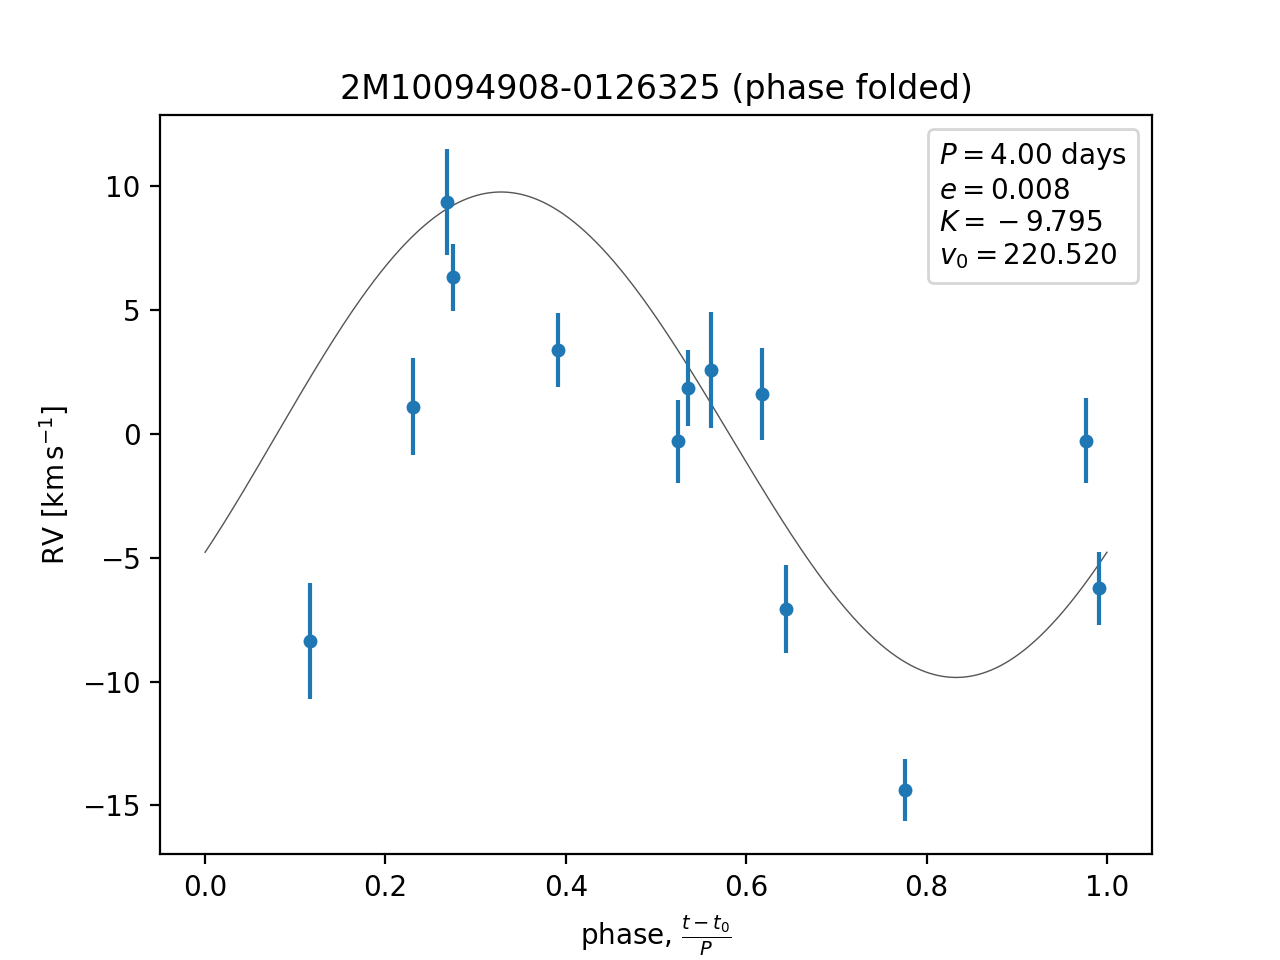 2M10094908-0126325 (phase folded)
P = 4.00 days
e = 0.008
K = −9.795
v₀ = 220.520
10
5
0
−5
−10
−15
RV [km s⁻¹]
0.0 0.2 0.4 0.6 0.8 1.0
phase, (t − t₀)/P